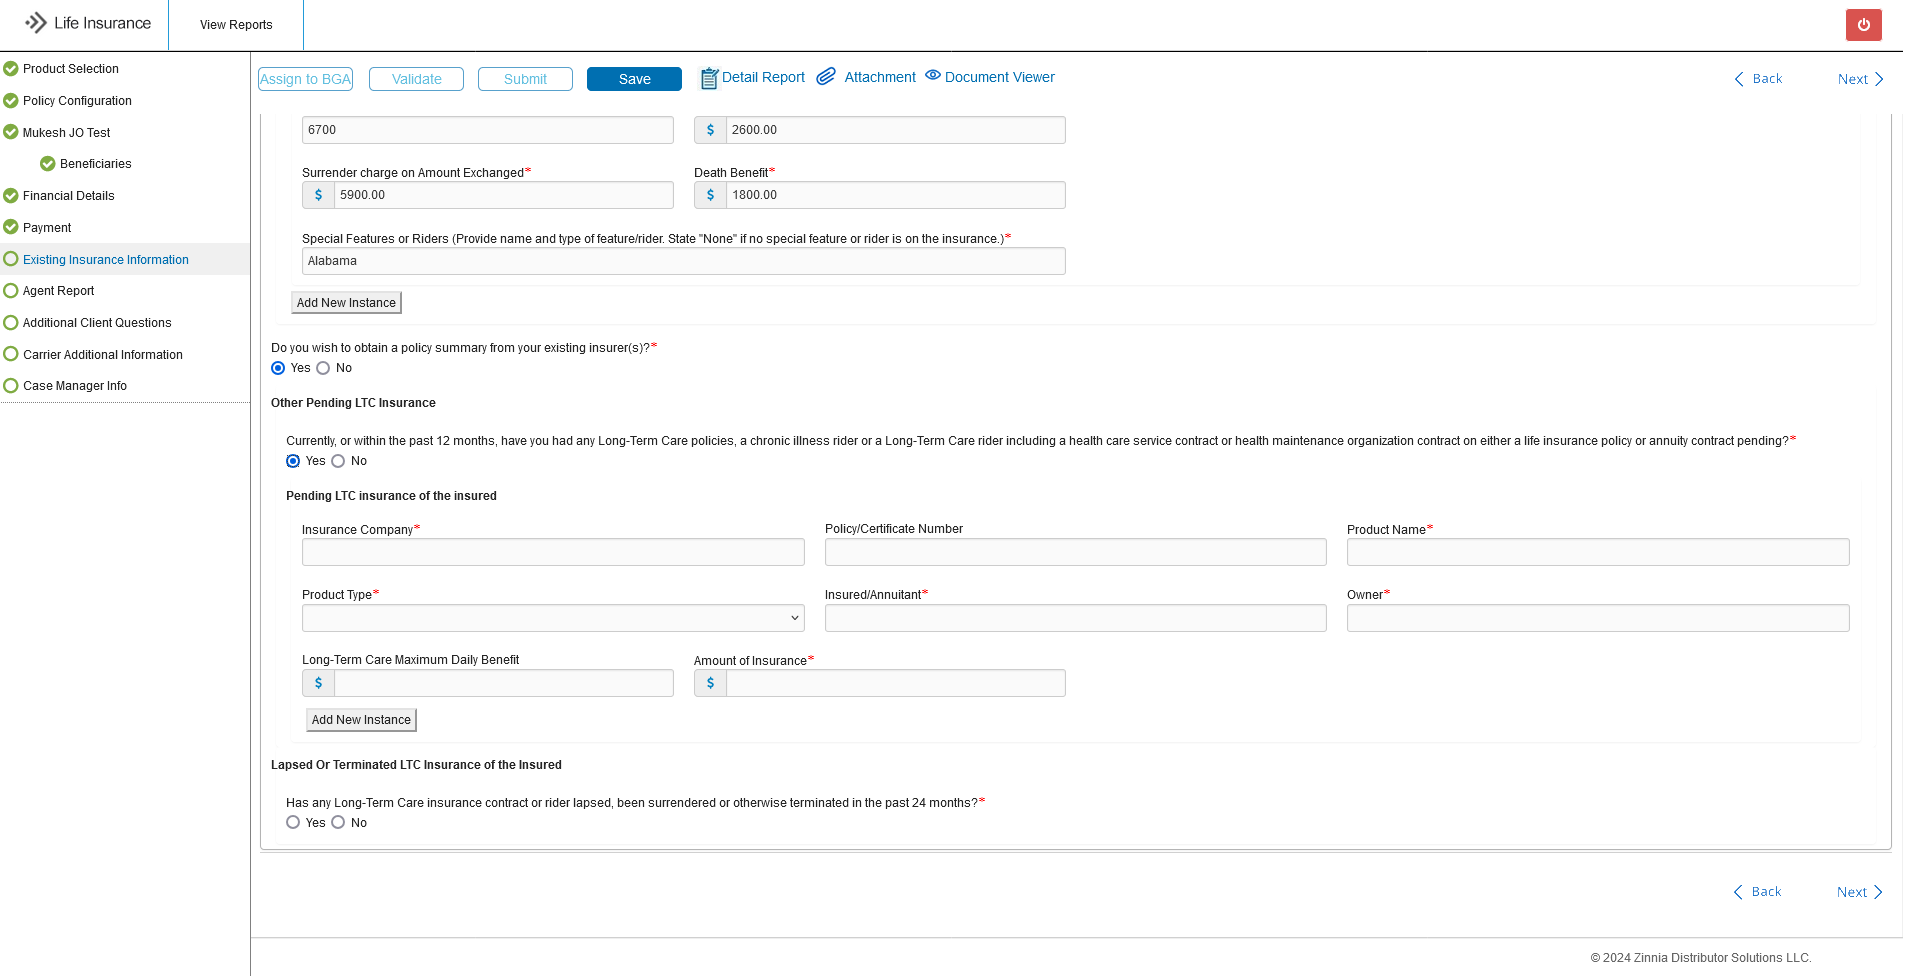 Life Insurance
View Reports
Product Selection
Policy Configuration
Mukesh JO Test
Beneficiaries
Financial Details
Payment
Existing Insurance Information
Agent Report
Additional Client Questions
Carrier Additional Information
Case Manager Info
Assign to BGA Validate Submit Save Detail Report Attachment Document Viewer Back Next
6700 $ 2600.00
Surrender charge on Amount Exchanged* Death Benefit*
$ 5900.00 $ 1800.00
Special Features or Riders (Provide name and type of feature/rider. State "None" if no special feature or rider is on the insurance.)*
Alabama
Add New Instance
Do you wish to obtain a policy summary from your existing insurer(s)?*
Yes No
Other Pending LTC Insurance
Currently, or within the past 12 months, have you had any Long-Term Care policies, a chronic illness rider or a Long-Term Care rider including a health care service contract or health maintenance organization contract on either a life insurance policy or annuity contract pending?*
Yes No
Pending LTC insurance of the insured
Insurance Company* Policy/Certificate Number Product Name*
Product Type* Insured/Annuitant* Owner*
Long-Term Care Maximum Daily Benefit Amount of Insurance*
$ $
Add New Instance
Lapsed Or Terminated LTC Insurance of the Insured
Has any Long-Term Care insurance contract or rider lapsed, been surrendered or otherwise terminated in the past 24 months?*
Yes No
Back Next
© 2024 Zinnia Distributor Solutions LLC.